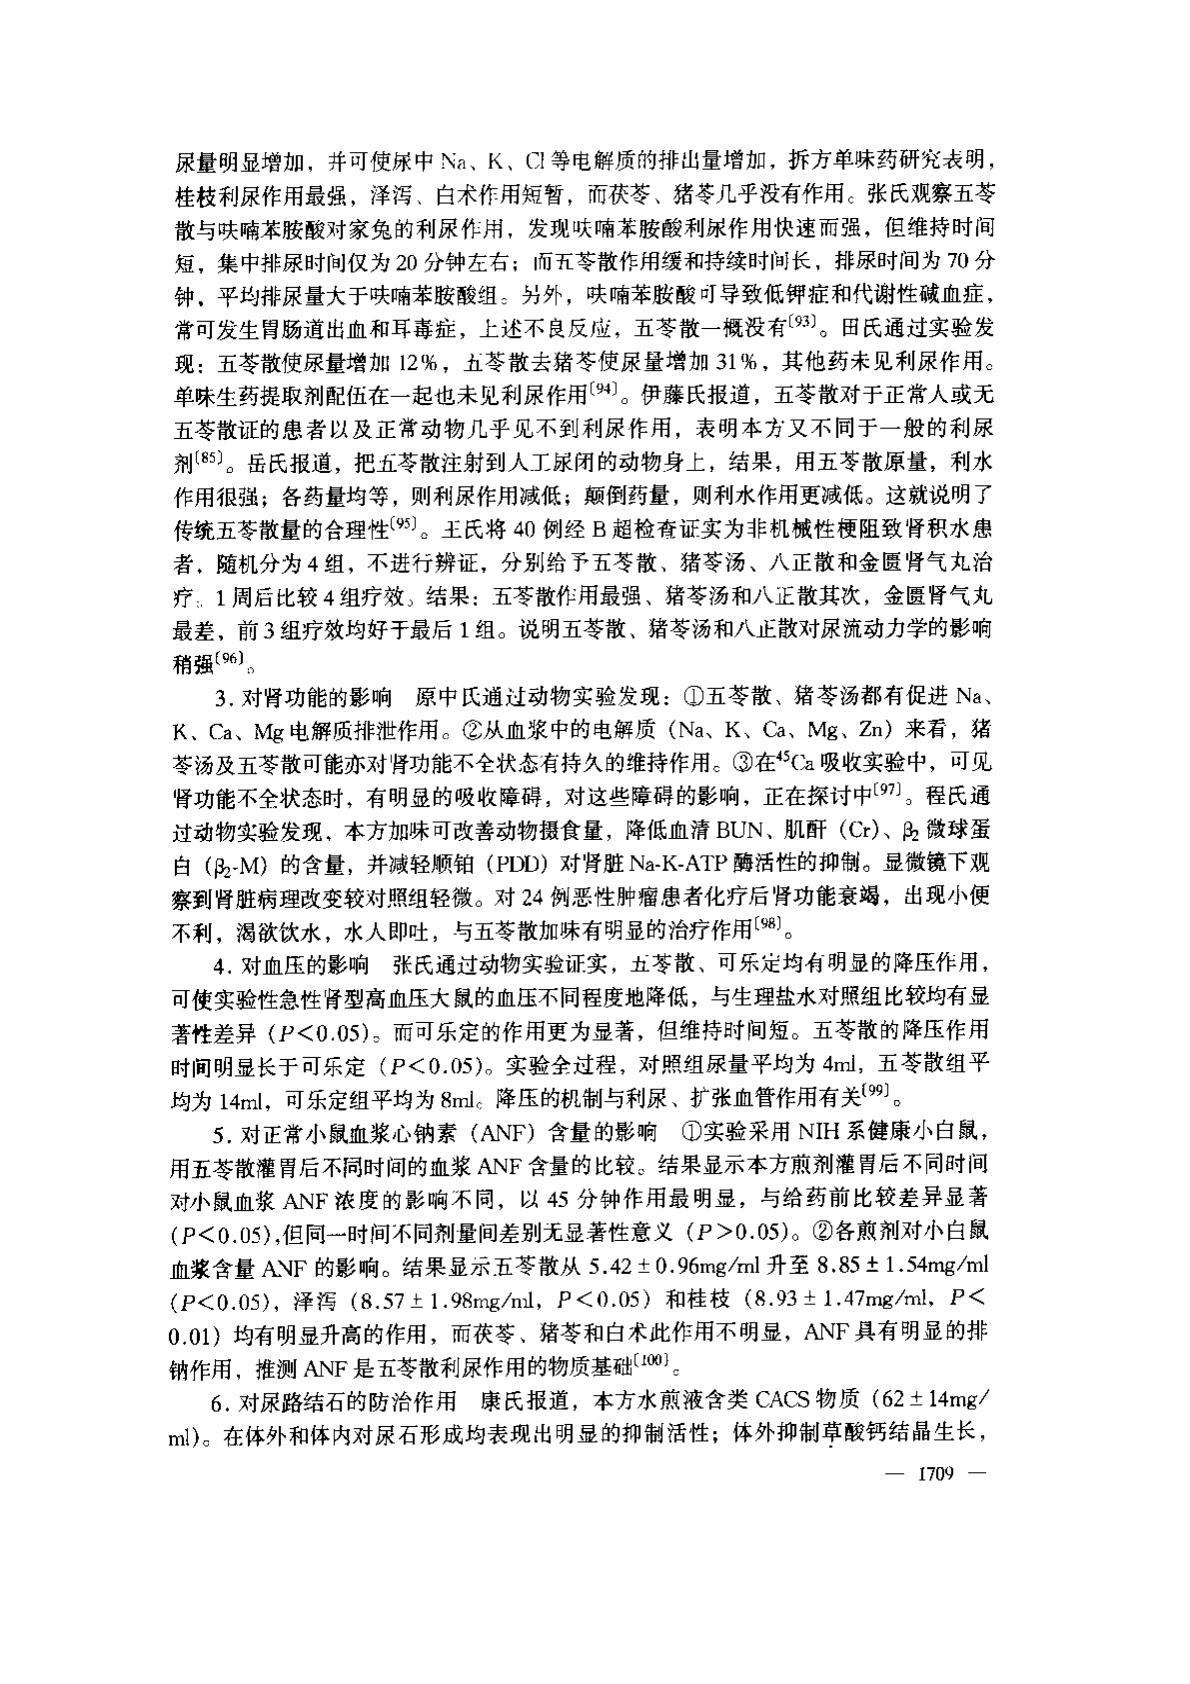 尿量明显增加，并可使尿中 Na、K、Cl 等电解质的排出量增加，拆方单味药研究表明，
桂枝利尿作用最强，泽泻、白术作用短暂，而茯苓、猪苓几乎没有作用。张氏观察五苓
散与呋喃苯胺酸对家兔的利尿作用，发现呋喃苯胺酸利尿作用快速而强，但维持时间
短，集中排尿时间仅为 20 分钟左右；而五苓散作用缓和持续时间长，排尿时间为 70 分
钟，平均排尿量大于呋喃苯胺酸组。另外，呋喃苯胺酸可导致低钾症和代谢性碱血症，
常可发生胃肠道出血和耳毒症，上述不良反应，五苓散一概没有〔93〕。田氏通过实验发
现：五苓散使尿量增加 12%，五苓散去猪苓使尿量增加 31%，其他药未见利尿作用。
单味生药提取剂配伍在一起也未见利尿作用〔94〕。伊藤氏报道，五苓散对于正常人或无
五苓散证的患者以及正常动物几乎见不到利尿作用，表明本方又不同于一般的利尿
剂〔85〕。岳氏报道，把五苓散注射到人工尿闭的动物身上，结果，用五苓散原量，利水
作用很强；各药量均等，则利尿作用减低；颠倒药量，则利水作用更减低。这就说明了
传统五苓散量的合理性〔95〕。王氏将 40 例经 B 超检查证实为非机械性梗阻致肾积水患
者，随机分为 4 组，不进行辨证，分别给予五苓散、猪苓汤、八正散和金匮肾气丸治
疗。1 周后比较 4 组疗效。结果：五苓散作用最强、猪苓汤和八正散其次，金匮肾气丸
最差，前 3 组疗效均好于最后 1 组。说明五苓散、猪苓汤和八正散对尿流动力学的影响
稍强〔96〕。
3. 对肾功能的影响　原中氏通过动物实验发现：①五苓散、猪苓汤都有促进 Na、
K、Ca、Mg 电解质排泄作用。②从血浆中的电解质（Na、K、Ca、Mg、Zn）来看，猪
苓汤及五苓散可能亦对肾功能不全状态有持久的维持作用。③在⁴⁵Ca 吸收实验中，可见
肾功能不全状态时，有明显的吸收障碍，对这些障碍的影响，正在探讨中〔97〕。程氏通
过动物实验发现，本方加味可改善动物摄食量，降低血清 BUN、肌酐（Cr）、β₂ 微球蛋
白（β₂-M）的含量，并减轻顺铂（PDD）对肾脏 Na-K-ATP 酶活性的抑制。显微镜下观
察到肾脏病理改变较对照组轻微。对 24 例恶性肿瘤患者化疗后肾功能衰竭，出现小便
不利，渴欲饮水，水人即吐，与五苓散加味有明显的治疗作用〔98〕。
4. 对血压的影响　张氏通过动物实验证实，五苓散、可乐定均有明显的降压作用，
可使实验性急性肾型高血压大鼠的血压不同程度地降低，与生理盐水对照组比较均有显
著性差异（P＜0.05）。而可乐定的作用更为显著，但维持时间短。五苓散的降压作用
时间明显长于可乐定（P＜0.05）。实验全过程，对照组尿量平均为 4ml，五苓散组平
均为 14ml，可乐定组平均为 8ml。降压的机制与利尿、扩张血管作用有关〔99〕。
5. 对正常小鼠血浆心钠素（ANF）含量的影响　①实验采用 NIH 系健康小白鼠，
用五苓散灌胃后不同时间的血浆 ANF 含量的比较。结果显示本方煎剂灌胃后不同时间
对小鼠血浆 ANF 浓度的影响不同，以 45 分钟作用最明显，与给药前比较差异显著
（P＜0.05），但同一时间不同剂量间差别无显著性意义（P＞0.05）。②各煎剂对小白鼠
血浆含量 ANF 的影响。结果显示五苓散从 5.42±0.96mg/ml 升至 8.85±1.54mg/ml
（P＜0.05），泽泻（8.57±1.98mg/ml，P＜0.05）和桂枝（8.93±1.47mg/ml，P＜
0.01）均有明显升高的作用，而茯苓、猪苓和白术此作用不明显，ANF 具有明显的排
钠作用，推测 ANF 是五苓散利尿作用的物质基础〔100〕。
6. 对尿路结石的防治作用　康氏报道，本方水煎液含类 CACS 物质（62±14mg/
ml）。在体外和体内对尿石形成均表现出明显的抑制活性；体外抑制草酸钙结晶生长，
— 1709 —